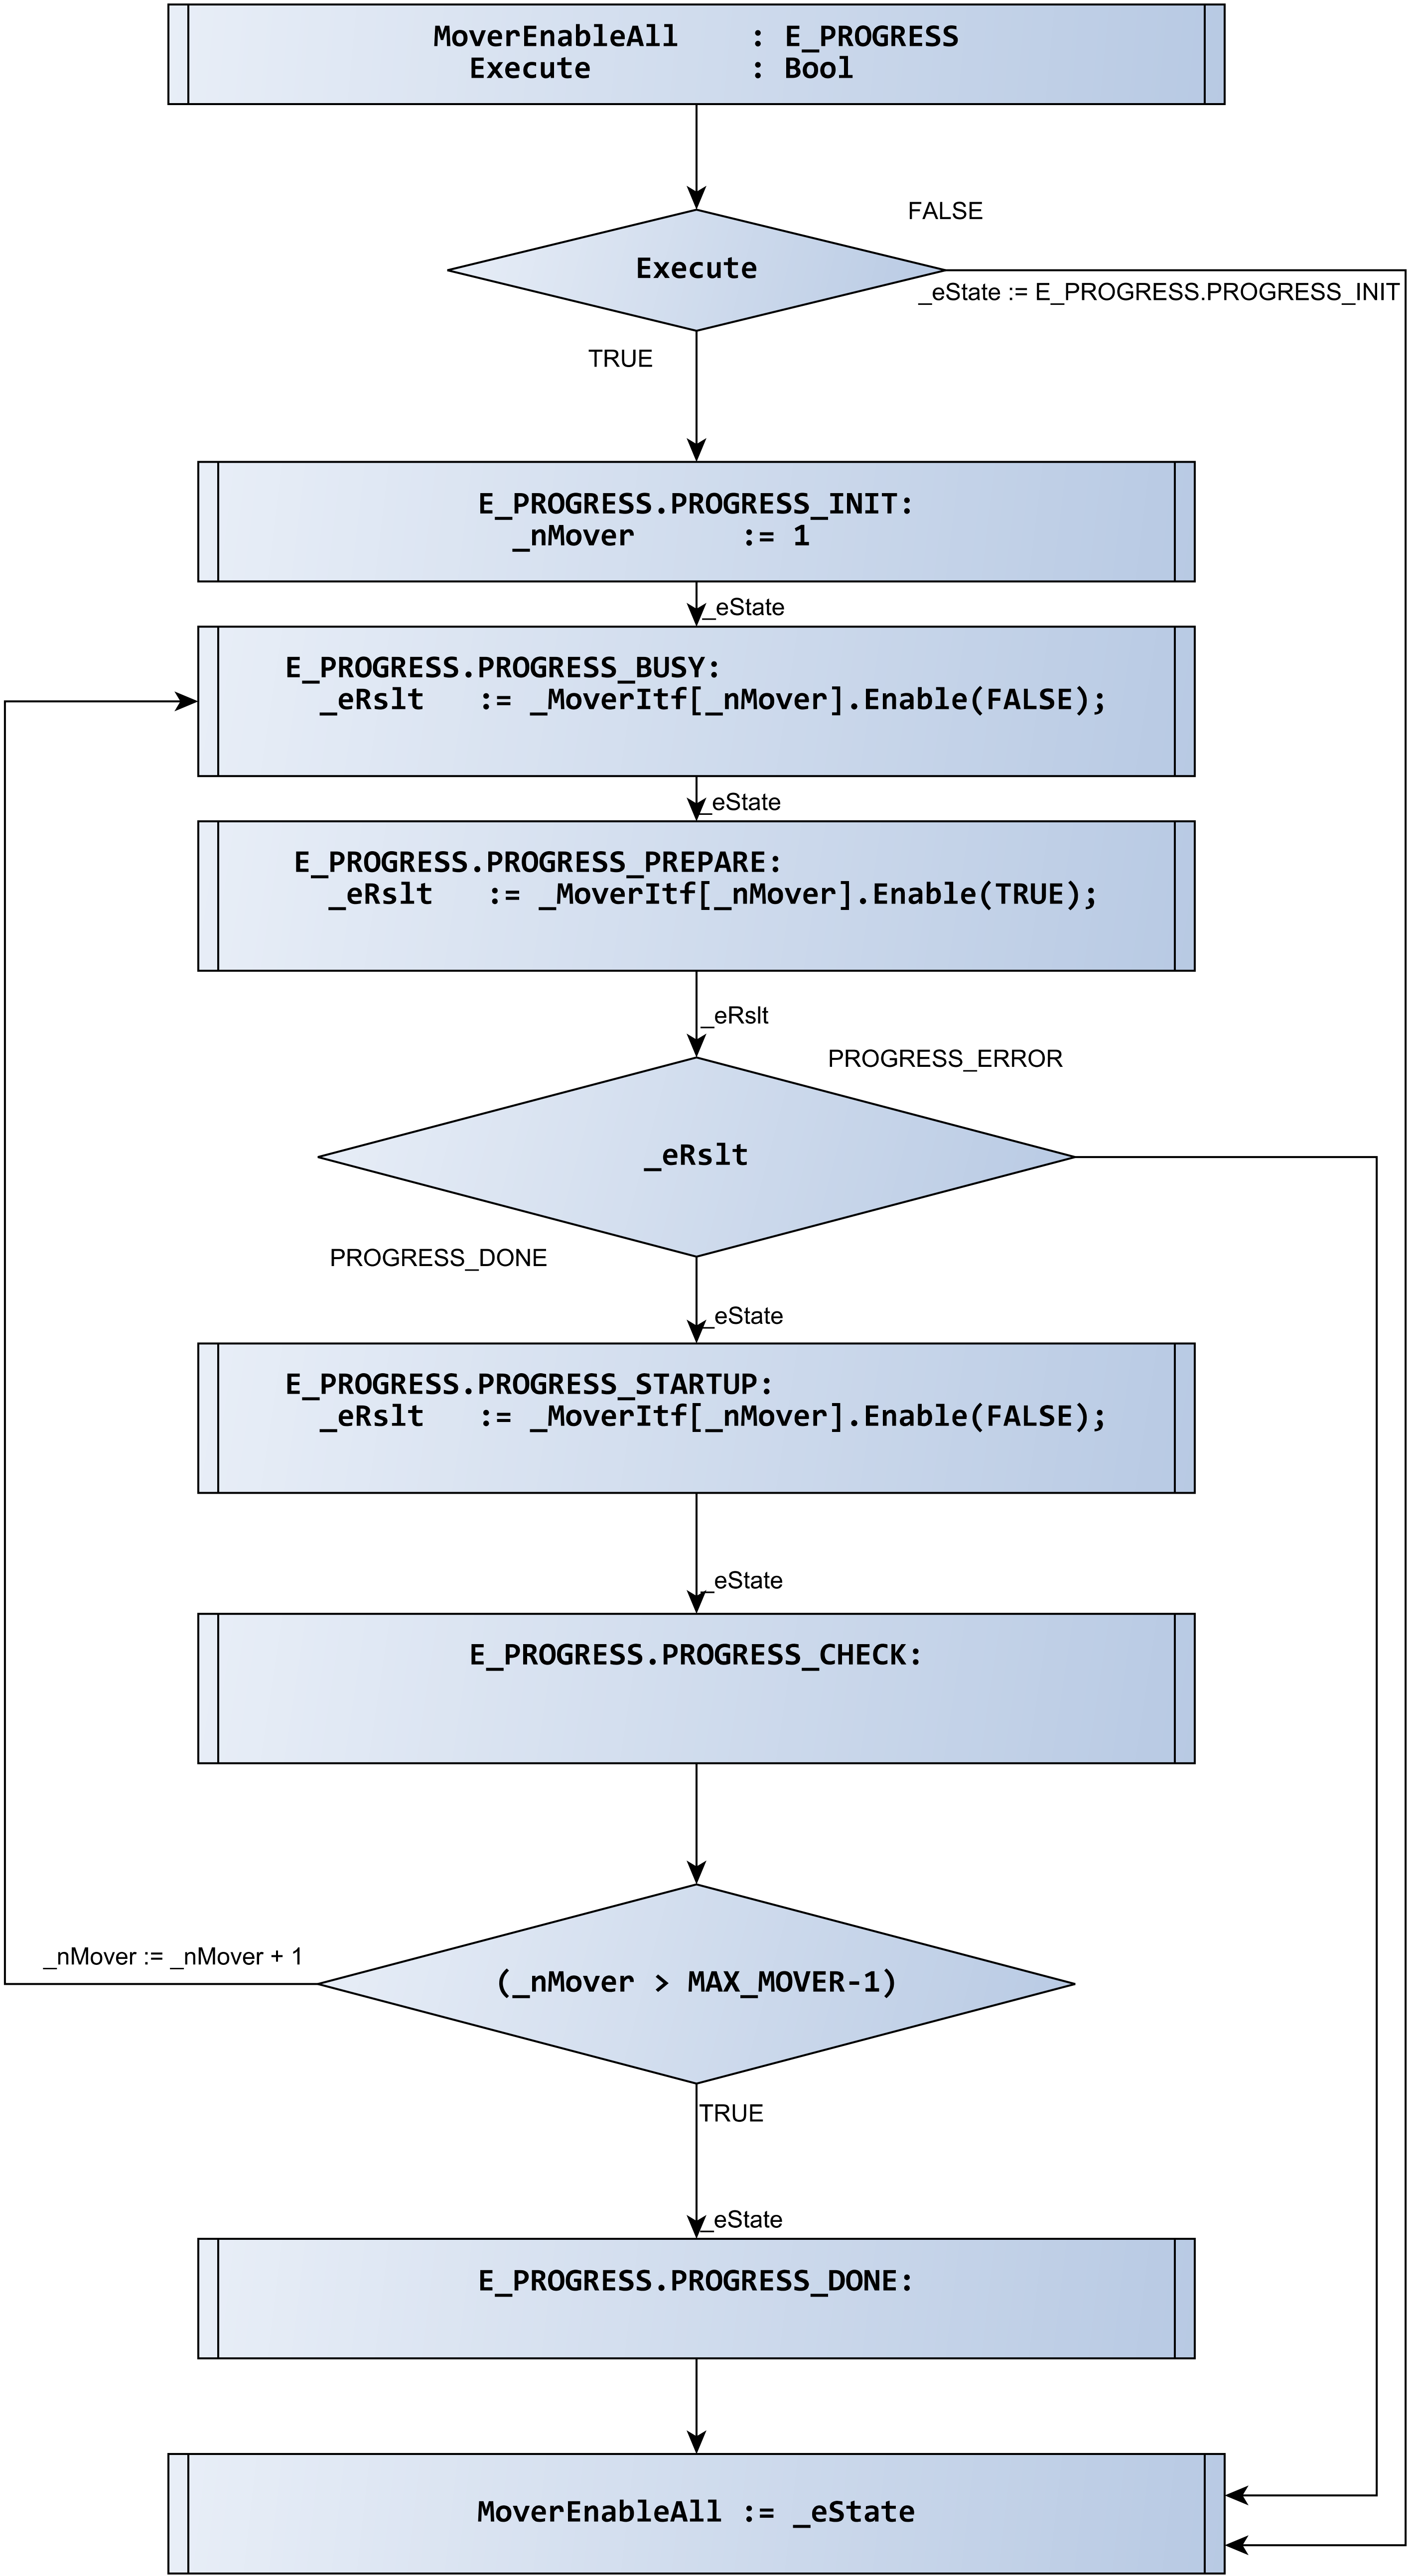 MoverEnableAll    : E_PROGRESS
Execute         : Bool
FALSE
Execute
_eState := E_PROGRESS.PROGRESS_INIT
TRUE
E_PROGRESS.PROGRESS_INIT:
_nMover      := 1
_eState
E_PROGRESS.PROGRESS_BUSY:
_eRslt   := _MoverItf[_nMover].Enable(FALSE);
_eState
E_PROGRESS.PROGRESS_PREPARE:
_eRslt   := _MoverItf[_nMover].Enable(TRUE);
_eRslt
PROGRESS_ERROR
_eRslt
PROGRESS_DONE
_eState
E_PROGRESS.PROGRESS_STARTUP:
_eRslt   := _MoverItf[_nMover].Enable(FALSE);
_eState
E_PROGRESS.PROGRESS_CHECK:
_nMover := _nMover + 1
(_nMover > MAX_MOVER-1)
TRUE
_eState
E_PROGRESS.PROGRESS_DONE:
MoverEnableAll := _eState